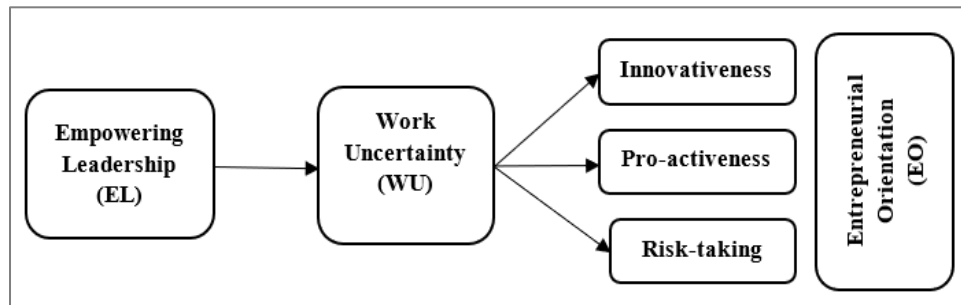 Empowering
Leadership
(EL)
Work
Uncertainty
(WU)
Innovativeness
Pro-activeness
Risk-taking
Entrepreneurial
Orientation
(EO)